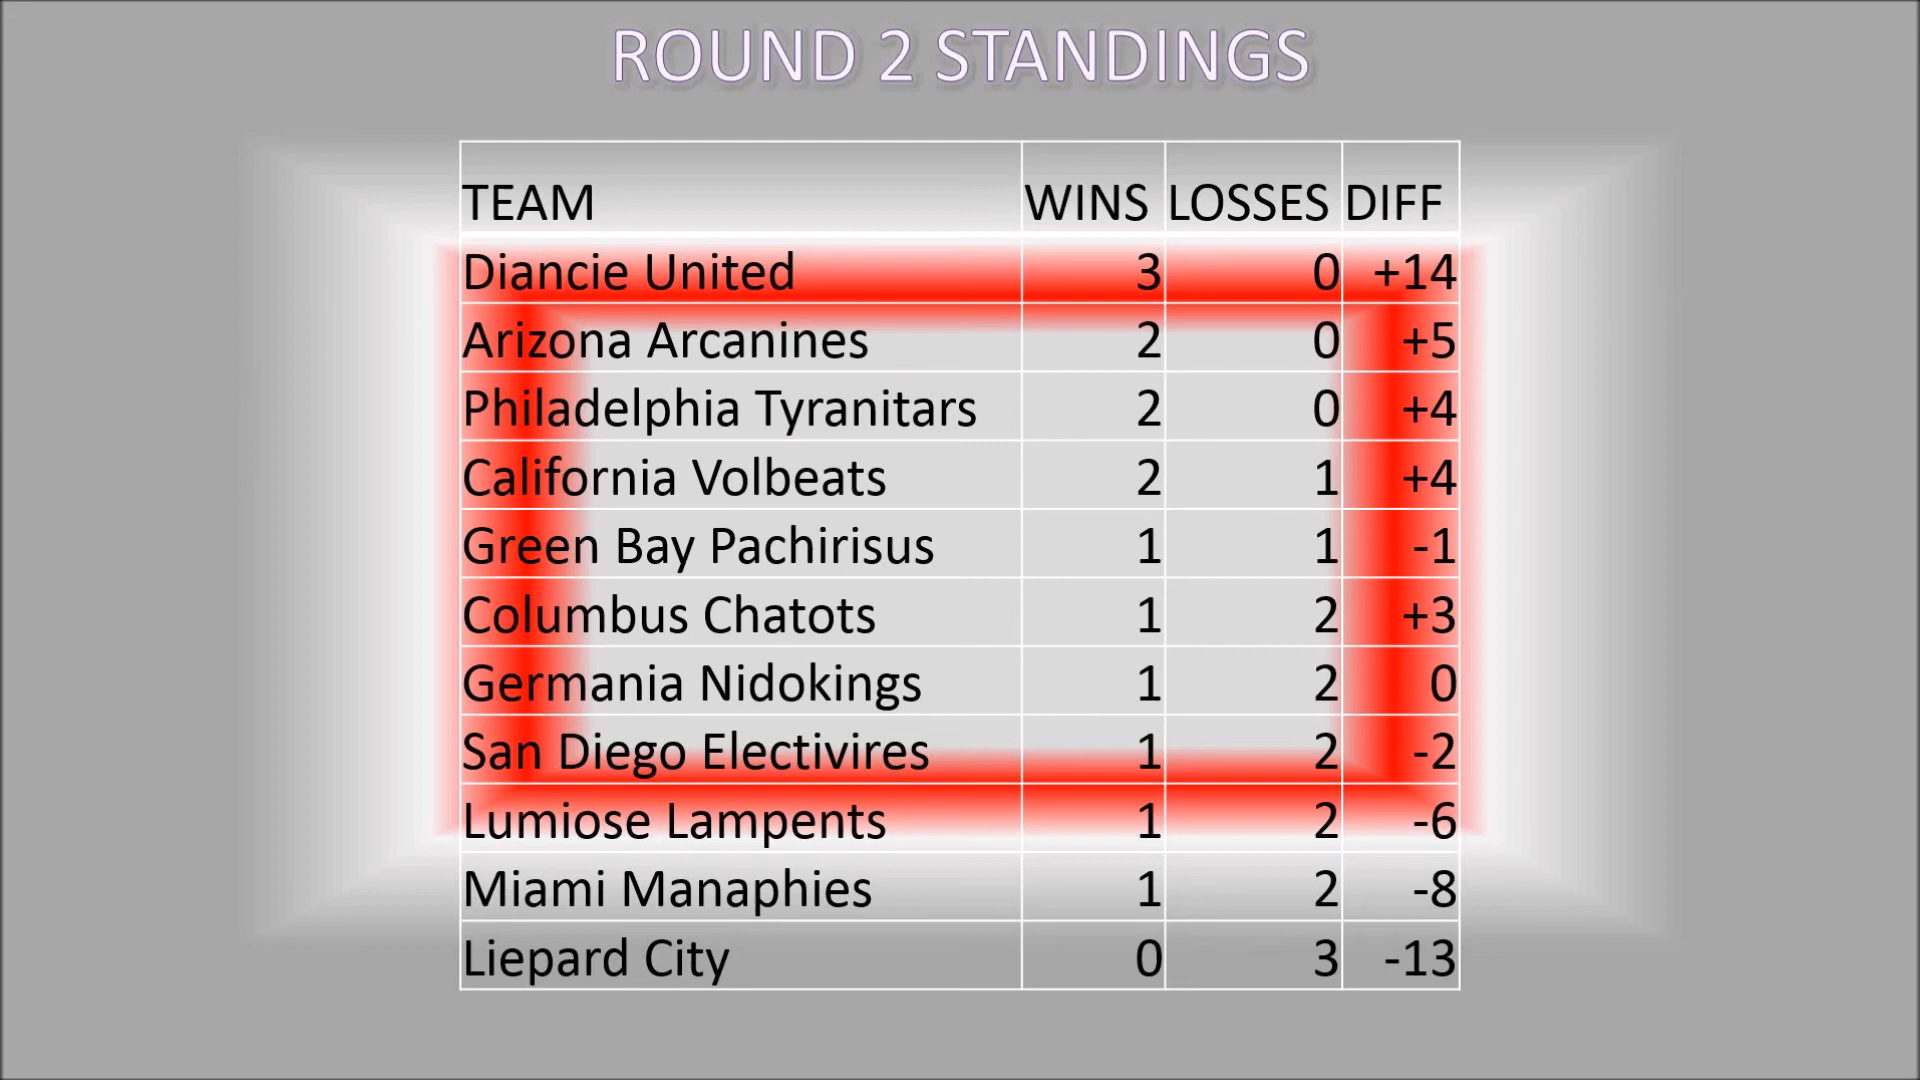 ROUND 2 STANDINGS
TEAM WINS LOSSES DIFF
Diancie United 3 0 +14
Arizona Arcanines 2 0 +5
Philadelphia Tyranitars 2 0 +4
California Volbeats 2 1 +4
Green Bay Pachirisus 1 1 -1
Columbus Chatots 1 2 +3
Germania Nidokings 1 2 0
San Diego Electivires 1 2 -2
Lumiose Lampents 1 2 -6
Miami Manaphies 1 2 -8
Liepard City 0 3 -13